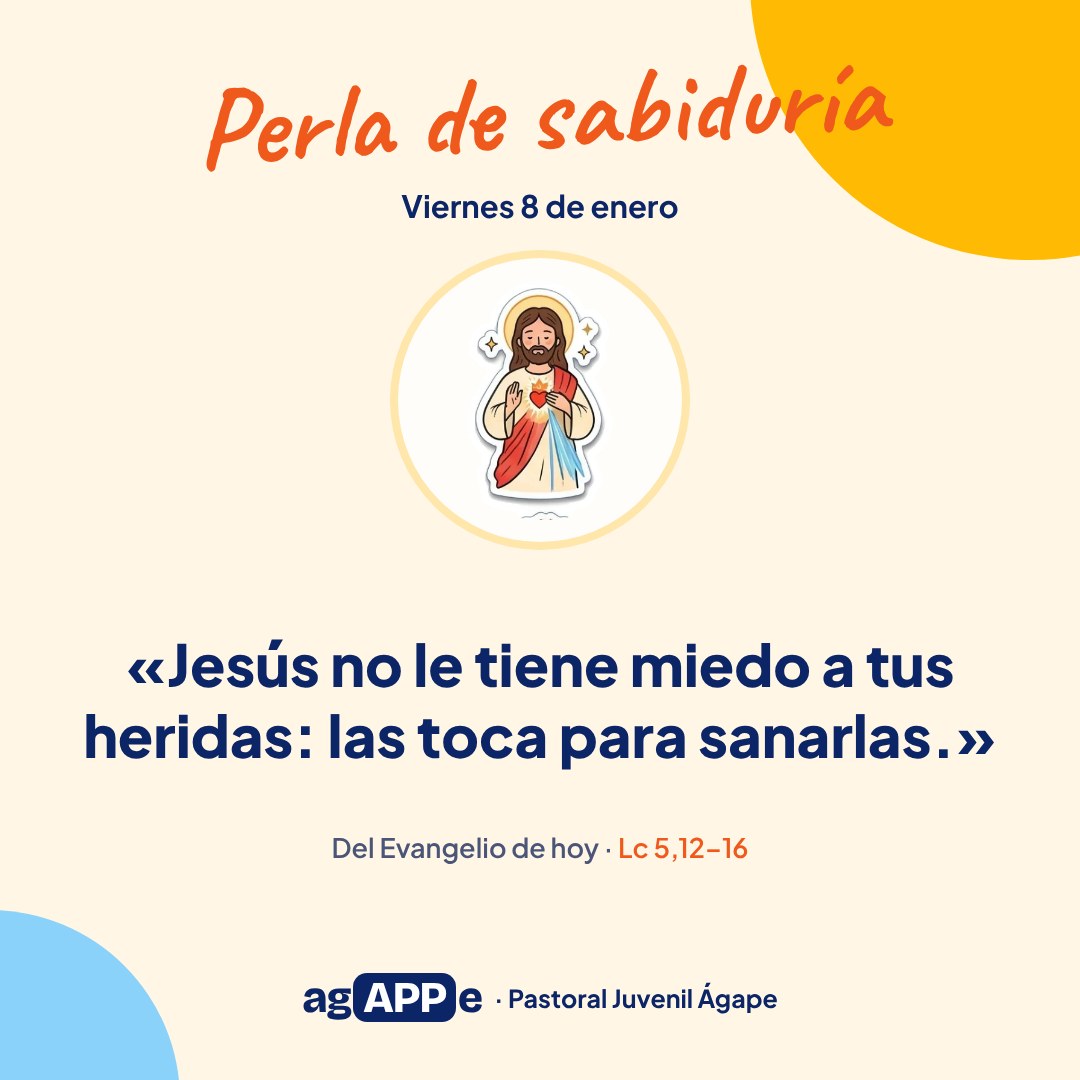 Perla de sabiduría
Viernes 8 de enero
«Jesús no le tiene miedo a tus
heridas: las toca para sanarlas.»
Del Evangelio de hoy · Lc 5,12–16
agAPPe · Pastoral Juvenil Ágape